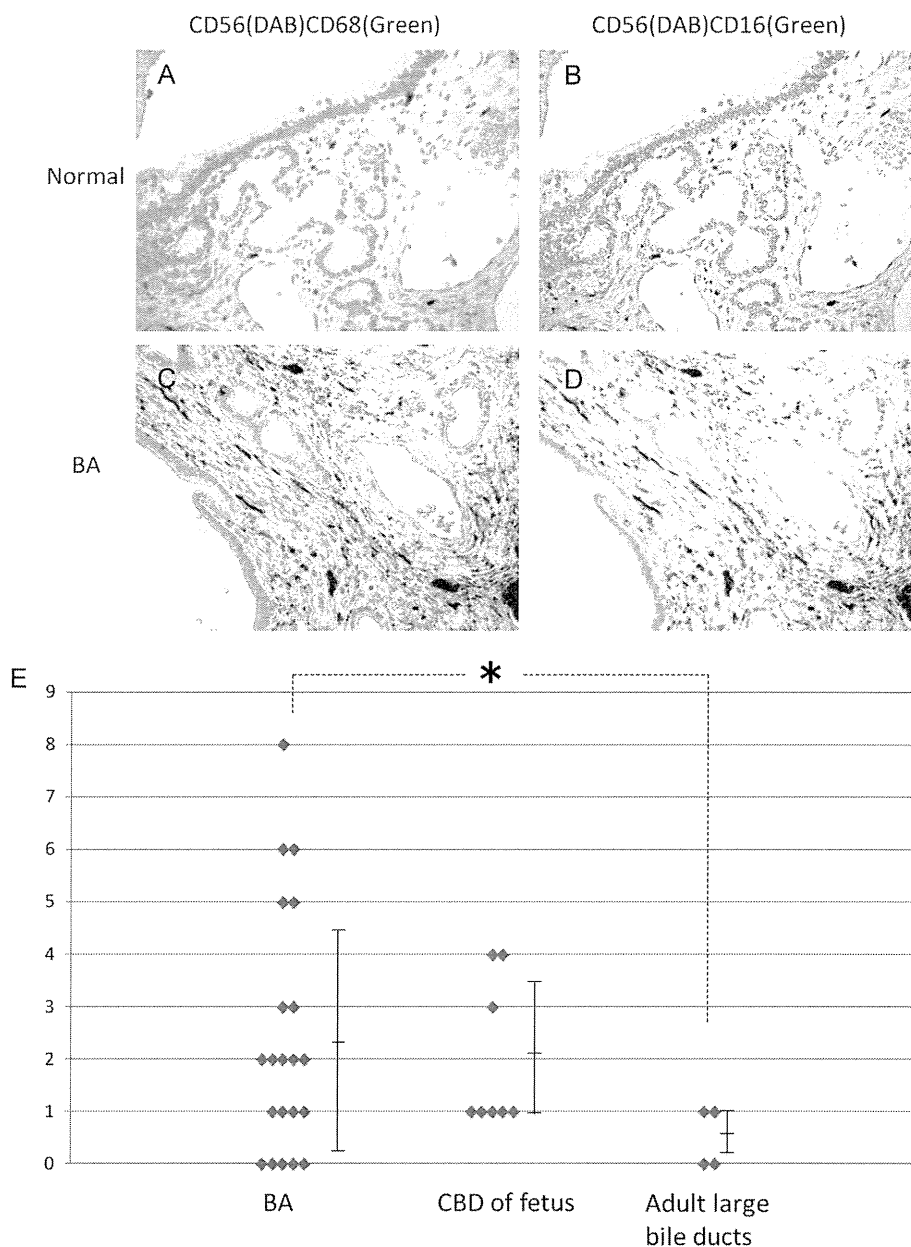 CD56(DAB)CD68(Green)
CD56(DAB)CD16(Green)
A
B
Normal
C
D
BA
E
*
9
8
7
6
5
4
3
2
1
0
BA
CBD of fetus
Adult large
bile ducts